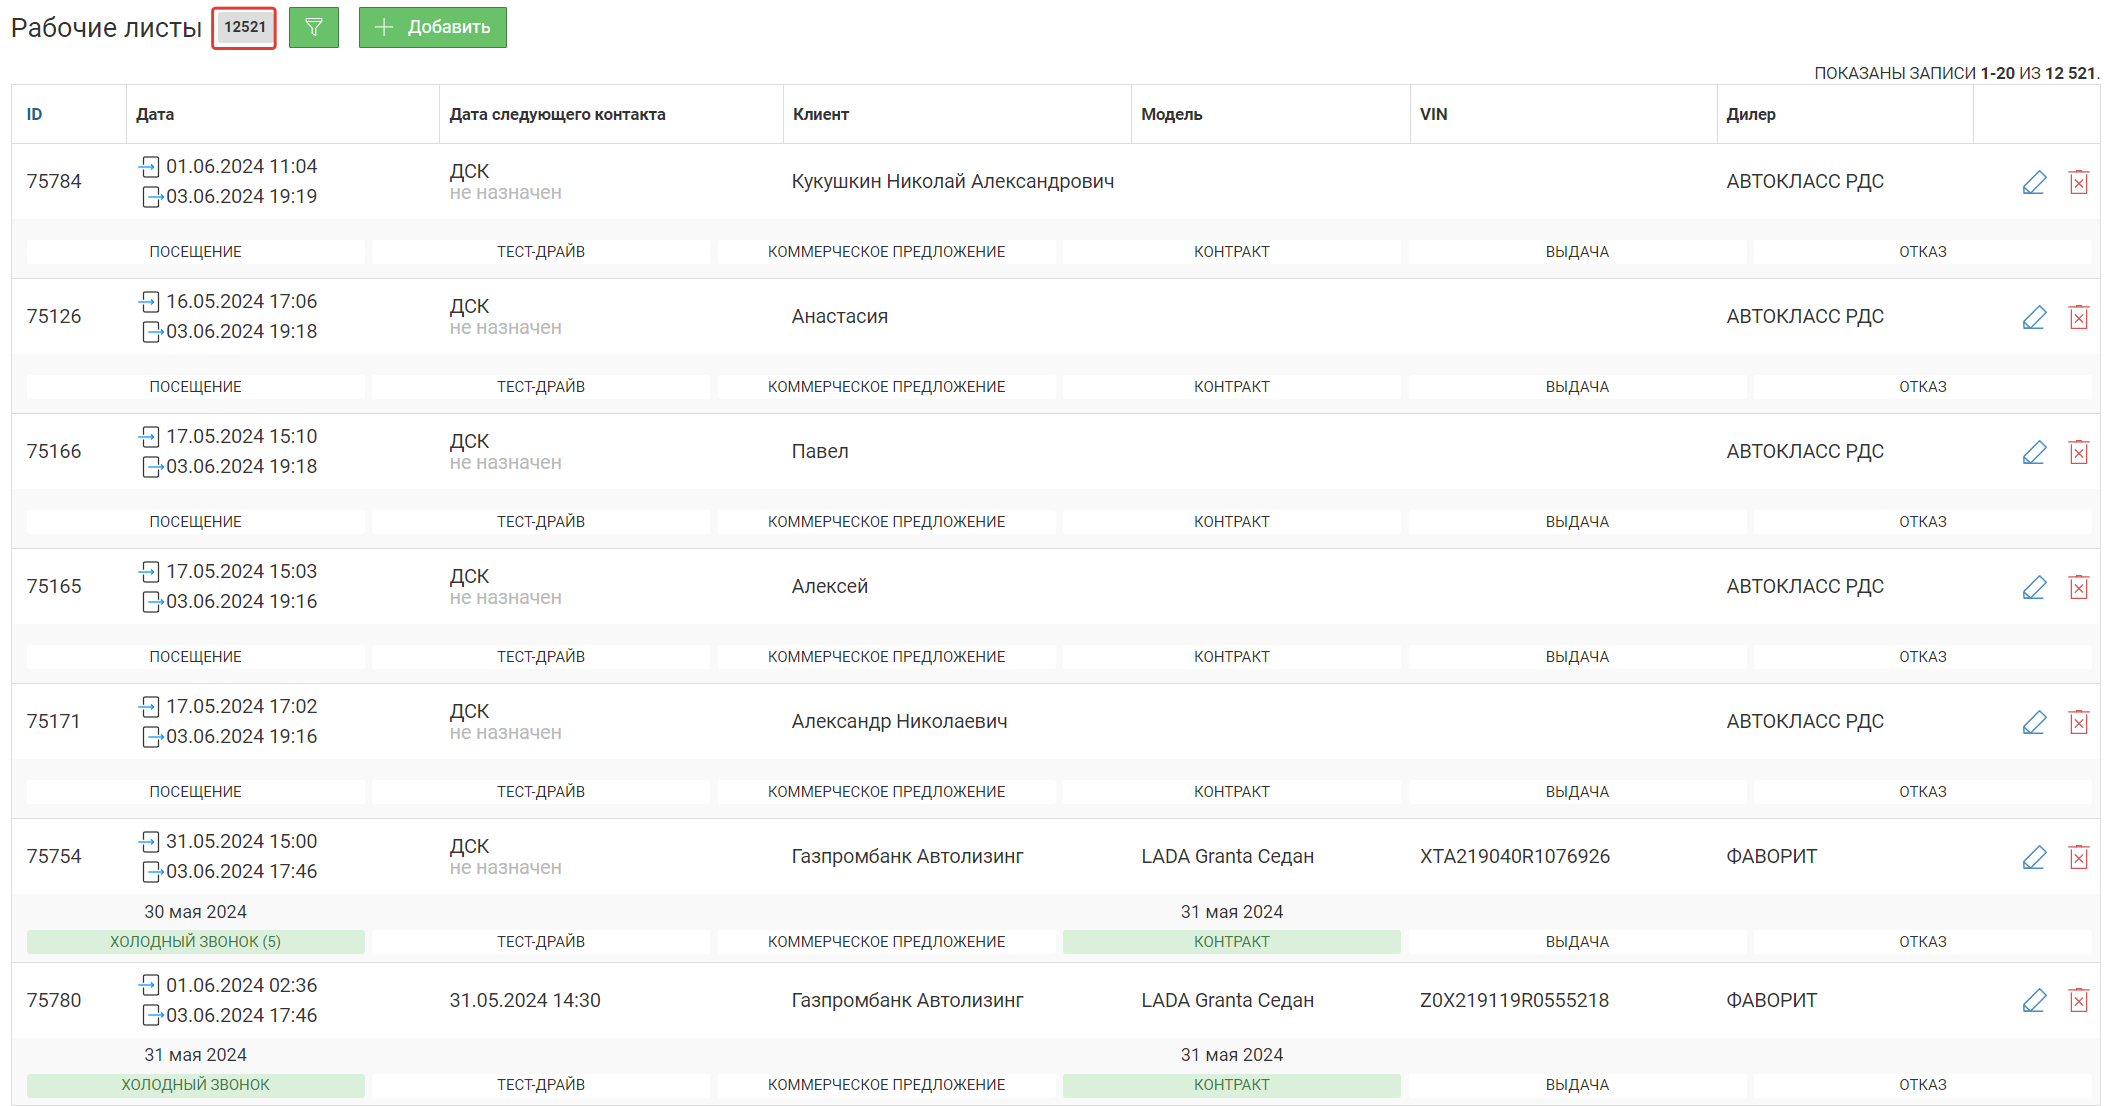 Рабочие листы 12521 Добавить
ПОКАЗАНЫ ЗАПИСИ 1-20 ИЗ 12 521.
ID Дата Дата следующего контакта Клиент Модель VIN Дилер
75784 01.06.2024 11:04 03.06.2024 19:19 ДСК не назначен Кукушкин Николай Александрович АВТОКЛАСС РДС
ПОСЕЩЕНИЕ ТЕСТ-ДРАЙВ КОММЕРЧЕСКОЕ ПРЕДЛОЖЕНИЕ КОНТРАКТ ВЫДАЧА ОТКАЗ
75126 16.05.2024 17:06 03.06.2024 19:18 ДСК не назначен Анастасия АВТОКЛАСС РДС
ПОСЕЩЕНИЕ ТЕСТ-ДРАЙВ КОММЕРЧЕСКОЕ ПРЕДЛОЖЕНИЕ КОНТРАКТ ВЫДАЧА ОТКАЗ
75166 17.05.2024 15:10 03.06.2024 19:18 ДСК не назначен Павел АВТОКЛАСС РДС
ПОСЕЩЕНИЕ ТЕСТ-ДРАЙВ КОММЕРЧЕСКОЕ ПРЕДЛОЖЕНИЕ КОНТРАКТ ВЫДАЧА ОТКАЗ
75165 17.05.2024 15:03 03.06.2024 19:16 ДСК не назначен Алексей АВТОКЛАСС РДС
ПОСЕЩЕНИЕ ТЕСТ-ДРАЙВ КОММЕРЧЕСКОЕ ПРЕДЛОЖЕНИЕ КОНТРАКТ ВЫДАЧА ОТКАЗ
75171 17.05.2024 17:02 03.06.2024 19:16 ДСК не назначен Александр Николаевич АВТОКЛАСС РДС
ПОСЕЩЕНИЕ ТЕСТ-ДРАЙВ КОММЕРЧЕСКОЕ ПРЕДЛОЖЕНИЕ КОНТРАКТ ВЫДАЧА ОТКАЗ
75754 31.05.2024 15:00 03.06.2024 17:46 ДСК не назначен Газпромбанк Автолизинг LADA Granta Седан XTA219040R1076926 ФАВОРИТ
30 мая 2024 31 мая 2024
ХОЛОДНЫЙ ЗВОНОК (5) ТЕСТ-ДРАЙВ КОММЕРЧЕСКОЕ ПРЕДЛОЖЕНИЕ КОНТРАКТ ВЫДАЧА ОТКАЗ
75780 01.06.2024 02:36 03.06.2024 17:46 31.05.2024 14:30 Газпромбанк Автолизинг LADA Granta Седан Z0X219119R0555218 ФАВОРИТ
31 мая 2024 31 мая 2024
ХОЛОДНЫЙ ЗВОНОК ТЕСТ-ДРАЙВ КОММЕРЧЕСКОЕ ПРЕДЛОЖЕНИЕ КОНТРАКТ ВЫДАЧА ОТКАЗ